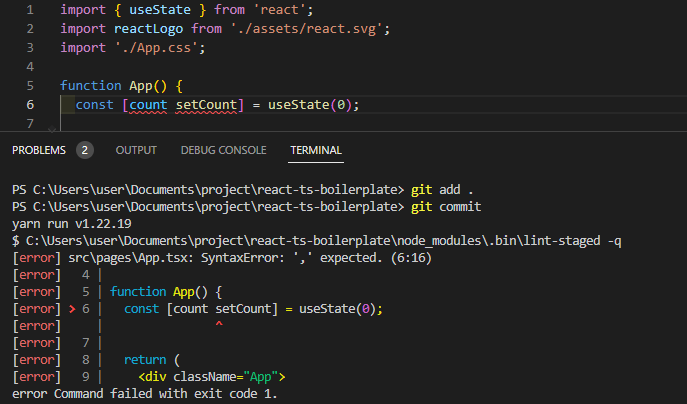 1 import { useState } from 'react';
2 import reactLogo from './assets/react.svg';
3 import './App.css';
4
5 function App() {
6 const [count setCount] = useState(0);
7
PROBLEMS 2 OUTPUT DEBUG CONSOLE TERMINAL
PS C:\Users\user\Documents\project\react-ts-boilerplate> git add .
PS C:\Users\user\Documents\project\react-ts-boilerplate> git commit
yarn run v1.22.19
$ C:\Users\user\Documents\project\react-ts-boilerplate\node_modules\.bin\lint-staged -q
[error] src\pages\App.tsx: SyntaxError: ',' expected. (6:16)
[error] 4 |
[error] 5 | function App() {
[error] > 6 | const [count setCount] = useState(0);
[error] | ^
[error] 7 |
[error] 8 | return (
[error] 9 | <div className="App">
error Command failed with exit code 1.